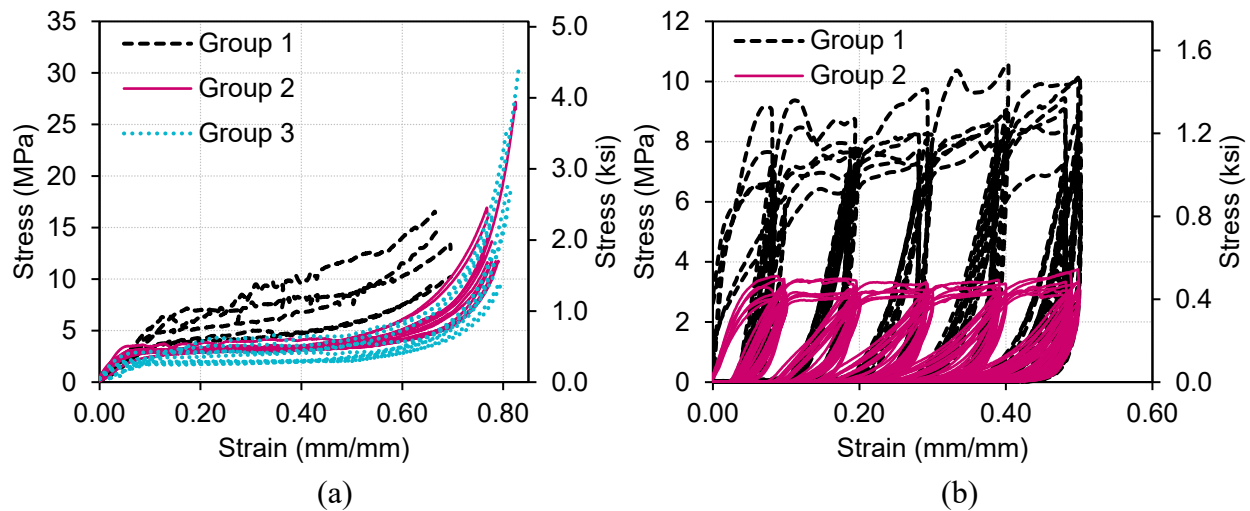 35
30
25
20
15
10
5
0
5.0
4.0
3.0
2.0
1.0
0.0
0.00 0.20 0.40 0.60 0.80
Stress (MPa)
Stress (ksi)
Strain (mm/mm)
Group 1
Group 2
Group 3
(a)
12
10
8
6
4
2
0
1.6
1.2
0.8
0.4
0.0
0.00 0.20 0.40 0.60
Stress (MPa)
Stress (ksi)
Strain (mm/mm)
Group 1
Group 2
(b)